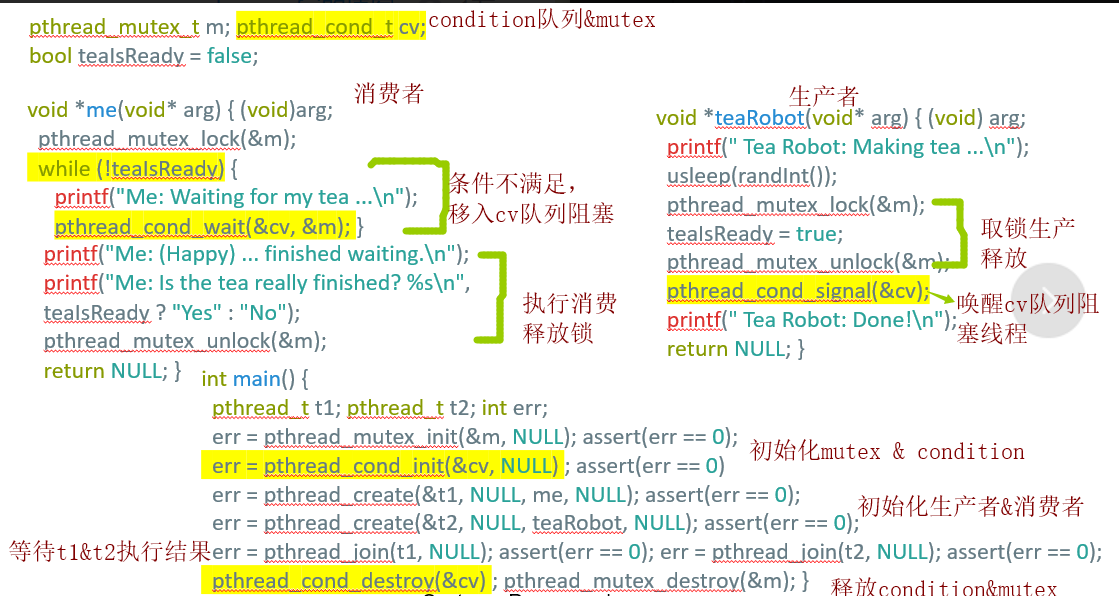 pthread_mutex_t m; pthread_cond_t cv;
condition队列&mutex
bool teaIsReady = false;
消费者
void *me(void* arg) { (void)arg;
pthread_mutex_lock(&m);
while (!teaIsReady) {
printf("Me: Waiting for my tea ...\n");
pthread_cond_wait(&cv, &m); }
条件不满足，
移入cv队列阻塞
printf("Me: (Happy) ... finished waiting.\n");
printf("Me: Is the tea really finished? %s\n",
teaIsReady ? "Yes" : "No");
pthread_mutex_unlock(&m);
return NULL; }
执行消费
释放锁
生产者
void *teaRobot(void* arg) { (void) arg;
printf(" Tea Robot: Making tea ...\n");
usleep(randInt());
pthread_mutex_lock(&m);
teaIsReady = true;
pthread_mutex_unlock(&m);
取锁生产
释放
pthread_cond_signal(&cv);
唤醒cv队列阻
塞线程
printf(" Tea Robot: Done!\n");
return NULL; }
int main() {
pthread_t t1; pthread_t t2; int err;
err = pthread_mutex_init(&m, NULL); assert(err == 0);
err = pthread_cond_init(&cv, NULL) ; assert(err == 0)
初始化mutex & condition
err = pthread_create(&t1, NULL, me, NULL); assert(err == 0);
err = pthread_create(&t2, NULL, teaRobot, NULL); assert(err == 0);
初始化生产者&消费者
等待t1&t2执行结果
err = pthread_join(t1, NULL); assert(err == 0); err = pthread_join(t2, NULL); assert(err == 0);
pthread_cond_destroy(&cv) ; pthread_mutex_destroy(&m); }
释放condition&mutex